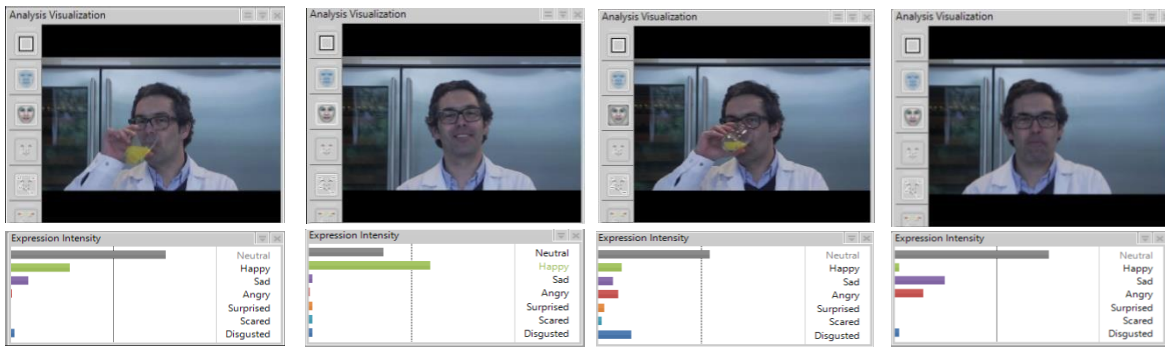 Analysis Visualization
Analysis Visualization
Analysis Visualization
Analysis Visualization
Expression Intensity
Neutral
Happy
Sad
Angry
Surprised
Scared
Disgusted
Expression Intensity
Neutral
Happy
Sad
Angry
Surprised
Scared
Disgusted
Expression Intensity
Neutral
Happy
Sad
Angry
Surprised
Scared
Disgusted
Expression Intensity
Neutral
Happy
Sad
Angry
Surprised
Scared
Disgusted